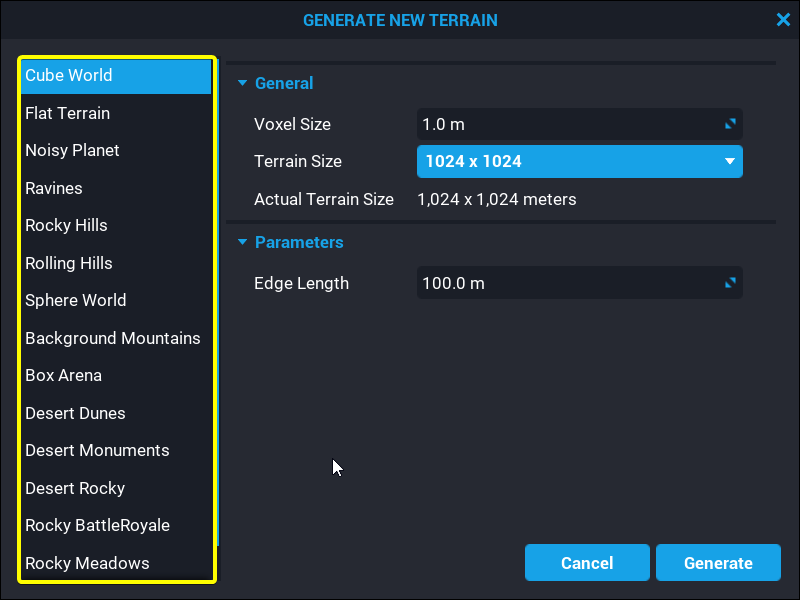 GENERATE NEW TERRAIN
Cube World
Flat Terrain
Noisy Planet
Ravines
Rocky Hills
Rolling Hills
Sphere World
Background Mountains
Box Arena
Desert Dunes
Desert Monuments
Desert Rocky
Rocky BattleRoyale
Rocky Meadows
General
Voxel Size 1.0 m
Terrain Size 1024 x 1024
Actual Terrain Size 1,024 x 1,024 meters
Parameters
Edge Length 100.0 m
Cancel Generate